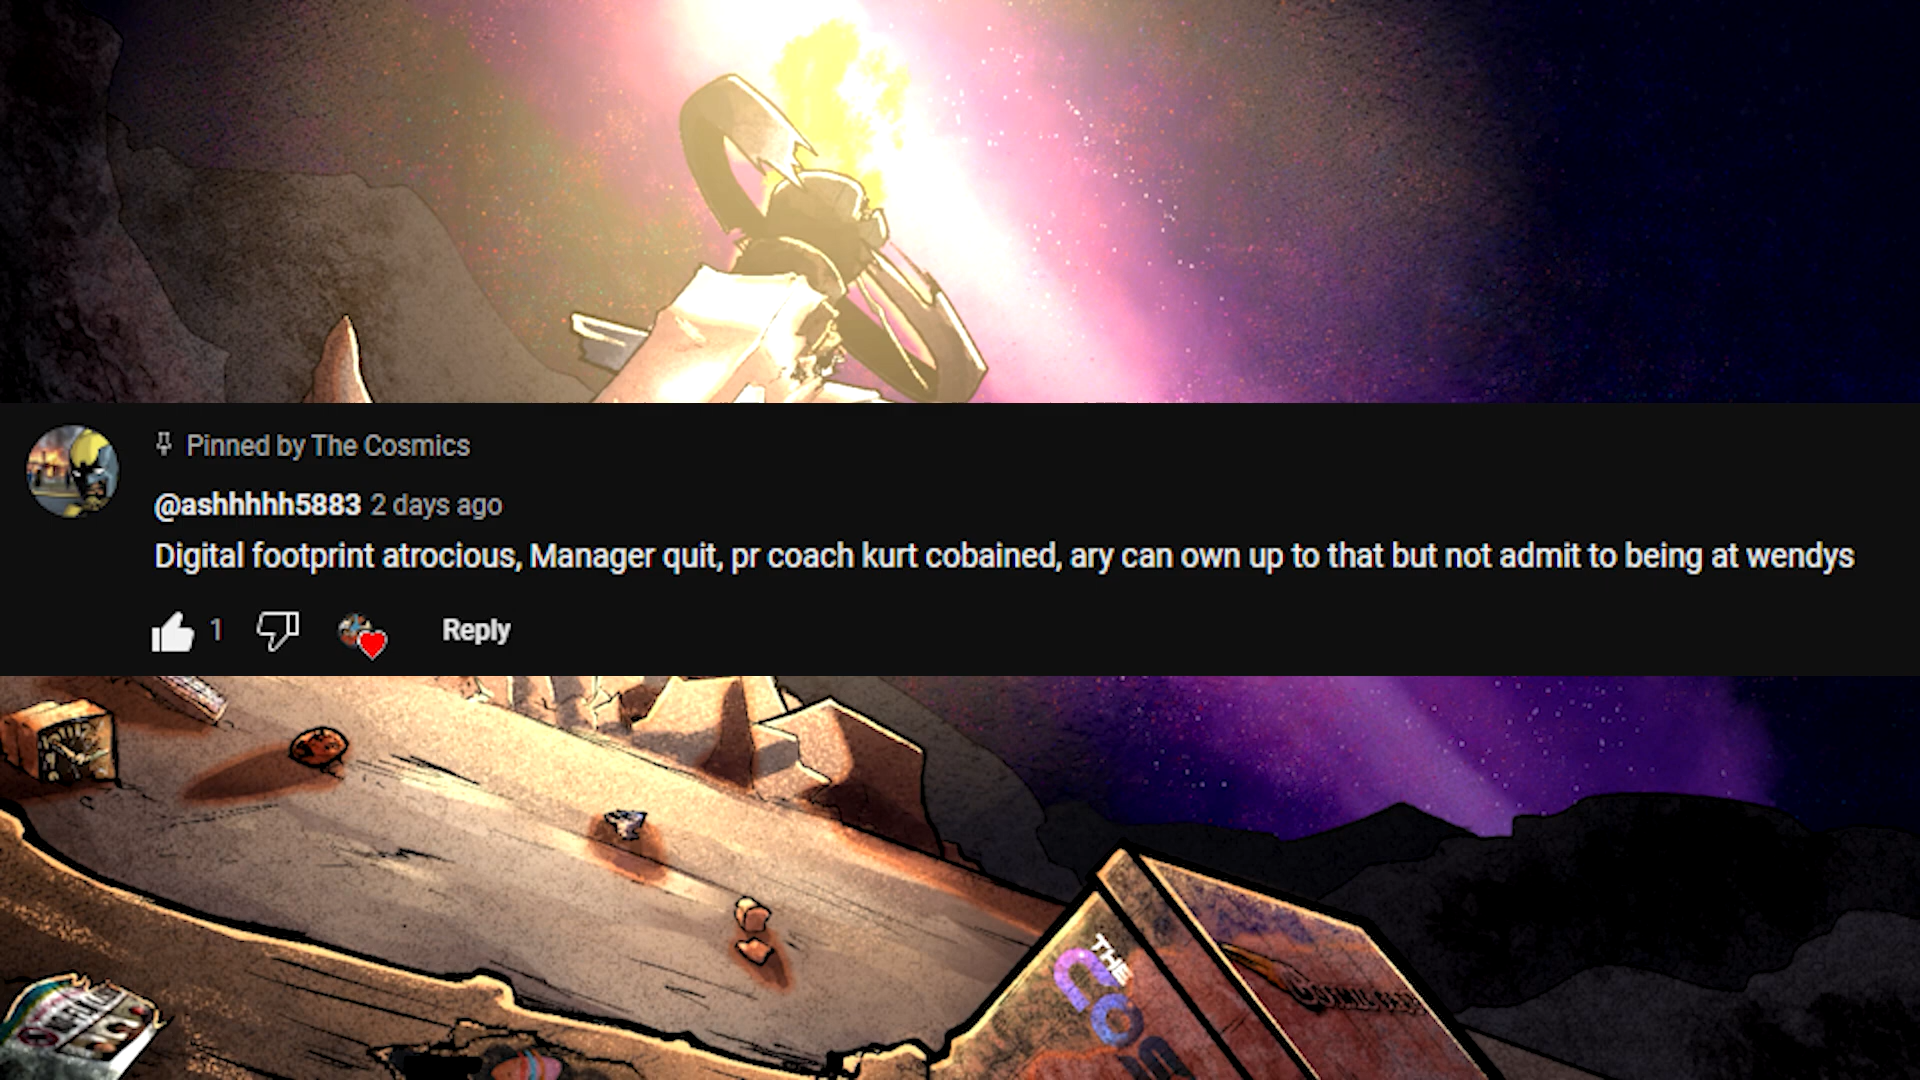 Pinned by The Cosmics
@ashhhhh5883 2 days ago
Digital footprint atrocious, Manager quit, pr coach kurt cobained, ary can own up to that but not admit to being at wendys
1
Reply
THE